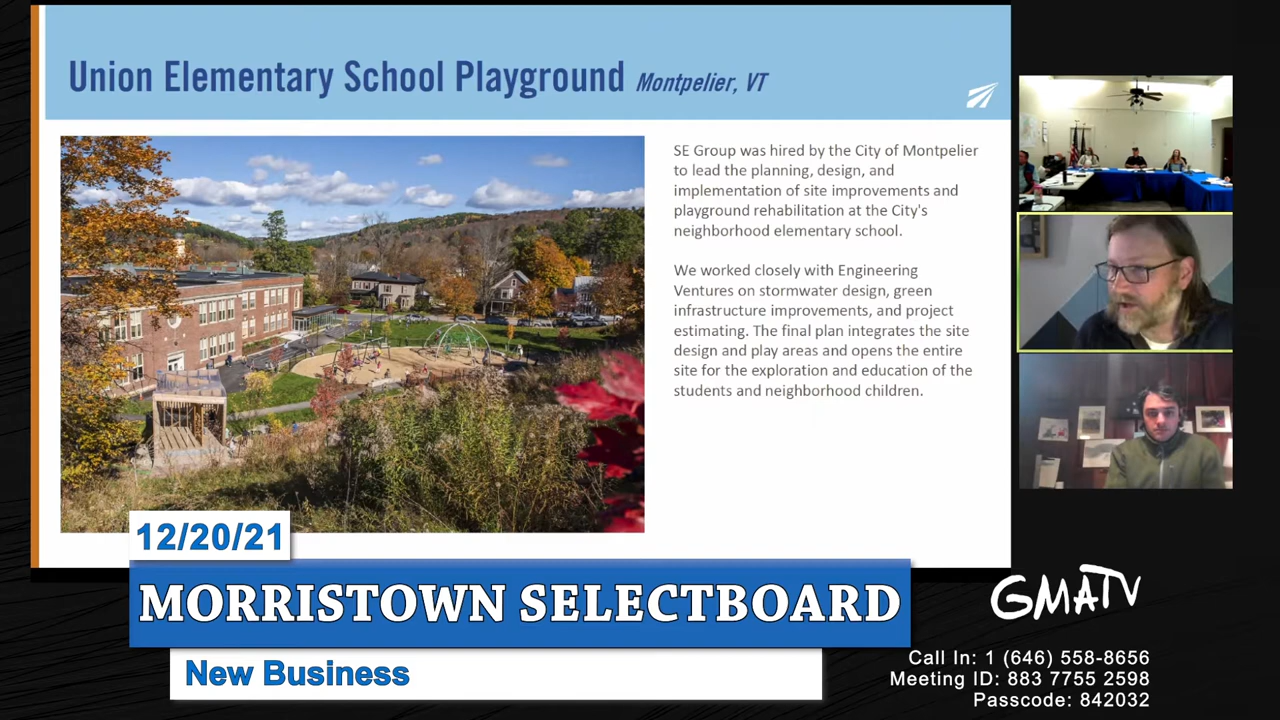 Union Elementary School Playground Montpelier, VT
SE Group was hired by the City of Montpelier
to lead the planning, design, and
implementation of site improvements and
playground rehabilitation at the City's
neighborhood elementary school.
We worked closely with Engineering
Ventures on stormwater design, green
infrastructure improvements, and project
estimating. The final plan integrates the site
design and play areas and opens the entire
site for the exploration and education of the
students and neighborhood children.
12/20/21
MORRISTOWN SELECTBOARD
New Business
GMATV
Call In: 1 (646) 558-8656
Meeting ID: 883 7755 2598
Passcode: 842032